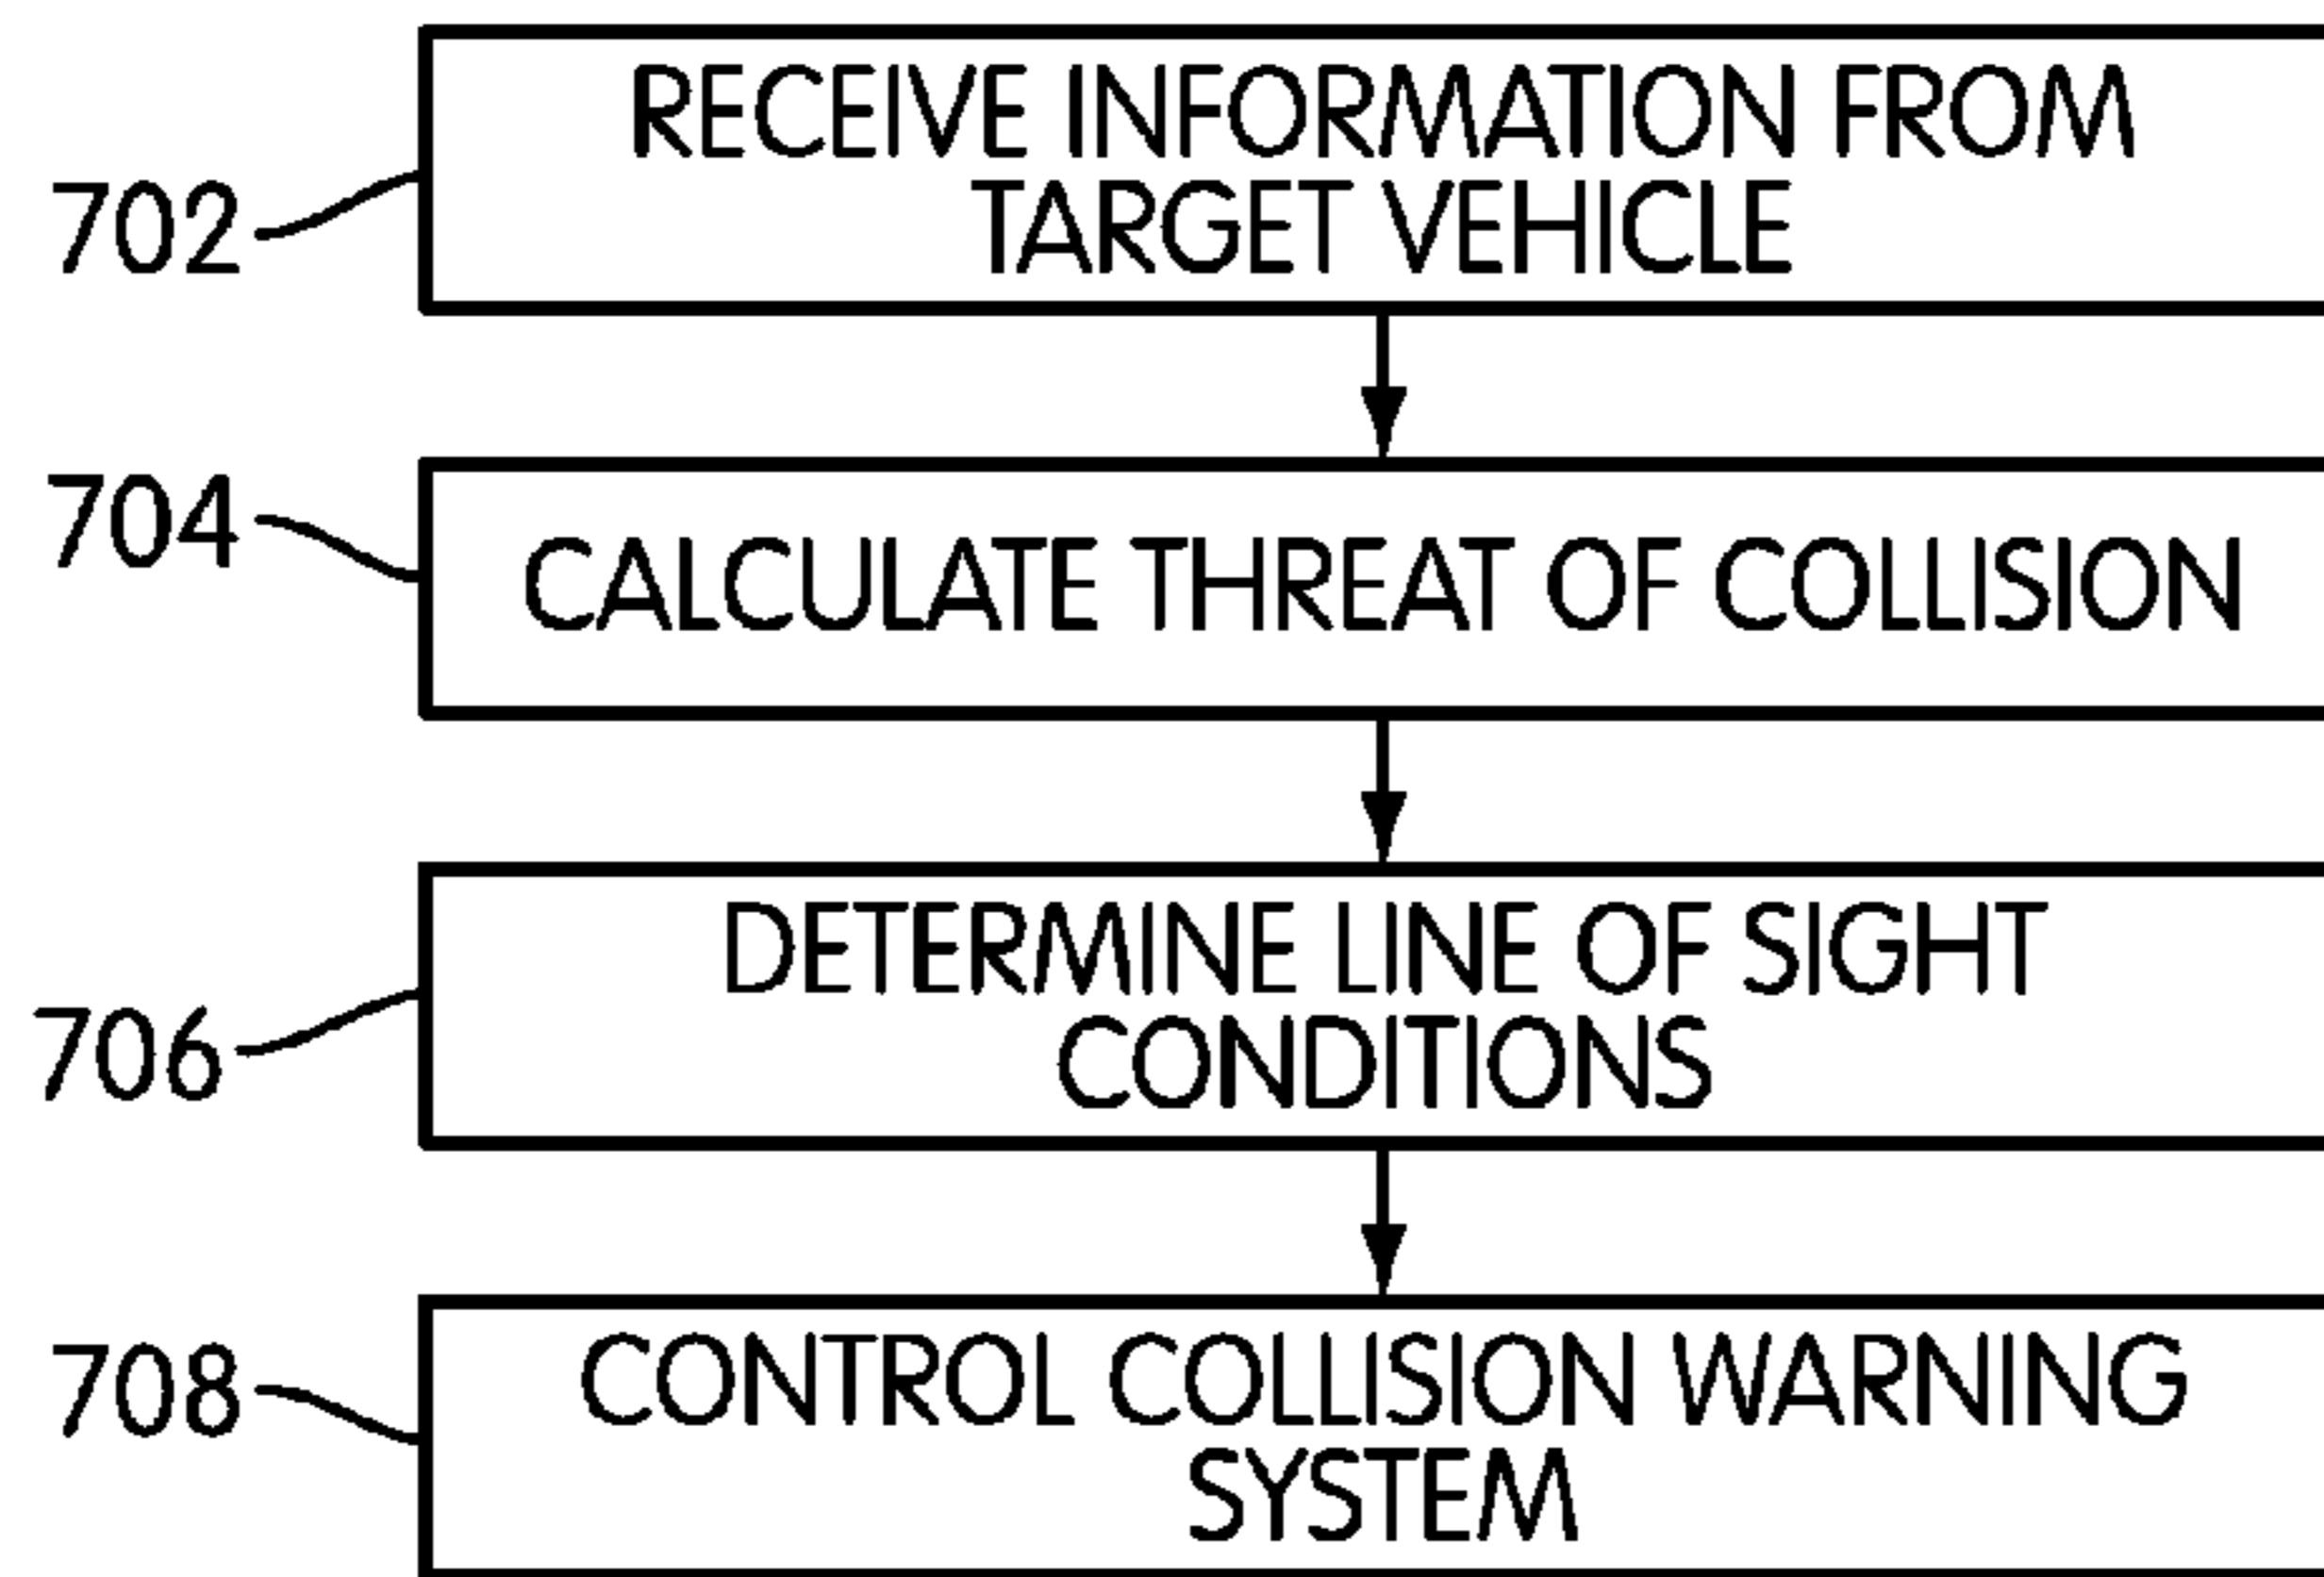 702
RECEIVE INFORMATION FROM
TARGET VEHICLE
704
CALCULATE THREAT OF COLLISION
706
DETERMINE LINE OF SIGHT
CONDITIONS
708
CONTROL COLLISION WARNING
SYSTEM